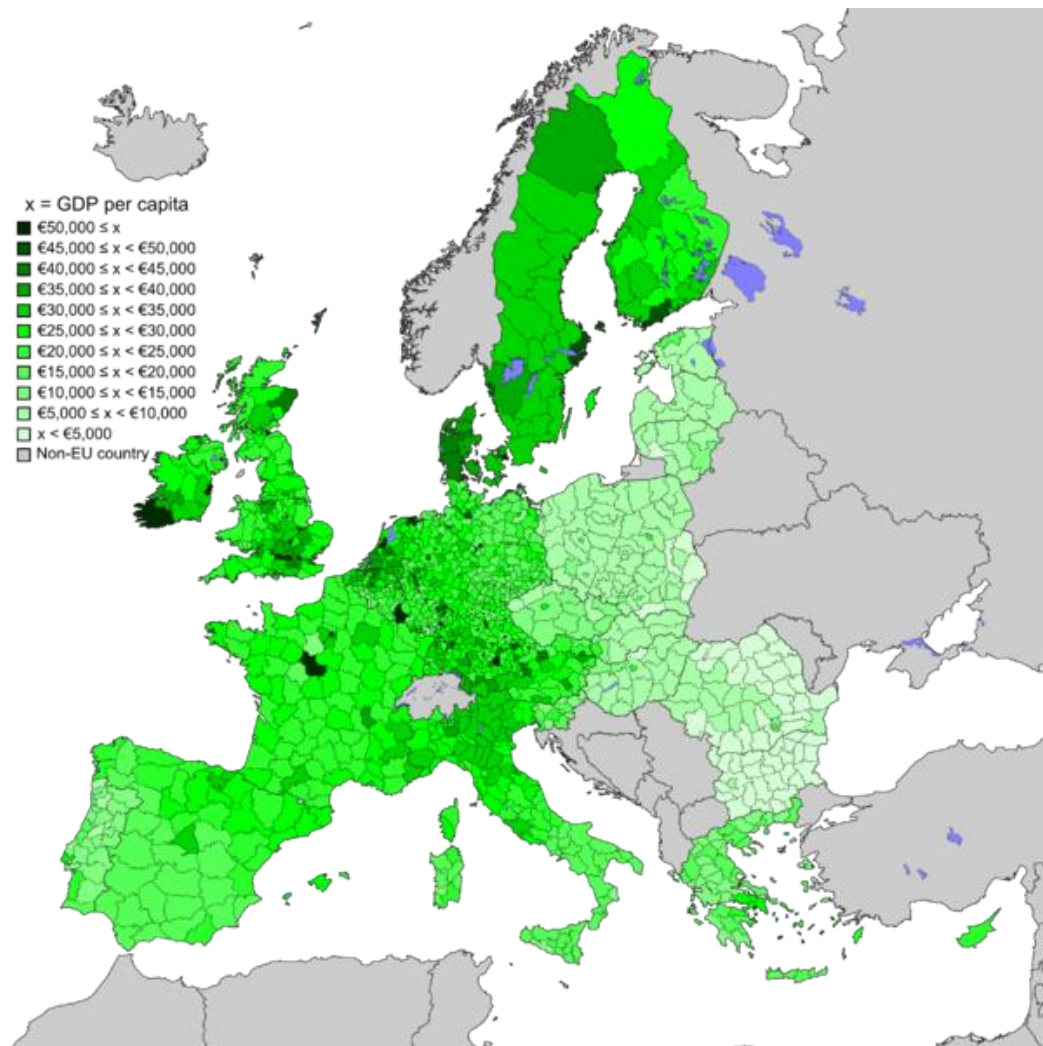 x = GDP per capita
€50,000 ≤ x
€45,000 ≤ x < €50,000
€40,000 ≤ x < €45,000
€35,000 ≤ x < €40,000
€30,000 ≤ x < €35,000
€25,000 ≤ x < €30,000
€20,000 ≤ x < €25,000
€15,000 ≤ x < €20,000
€10,000 ≤ x < €15,000
€5,000 ≤ x < €10,000
x < €5,000
Non-EU country